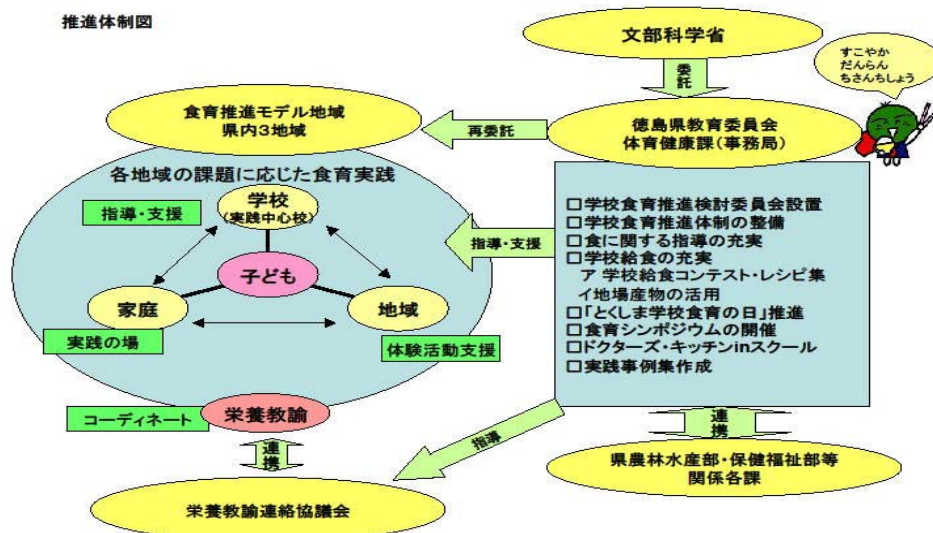 推進体制図
文部科学省
委託
すこやか
だんらん
ちさんちしょう
食育推進モデル地域
県内3地域
再委託
徳島県教育委員会
体育健康課(事務局)
各地域の課題に応じた食育実践
学校
(実践中心校)
指導・支援
子ども
家庭
実践の場
地域
体験活動支援
指導・支援
□学校食育推進検討委員会設置
□学校食育推進体制の整備
□食に関する指導の充実
□学校給食の充実
ア 学校給食コンテスト・レシピ集
イ地場産物の活用
□「とくしま学校食育の日」推進
□食育シンポジウムの開催
□ドクターズ・キッチンinスクール
□実践事例集作成
コーディネート
栄養教諭
連携
指導
連携
栄養教諭連絡協議会
県農林水産部・保健福祉部等
関係各課